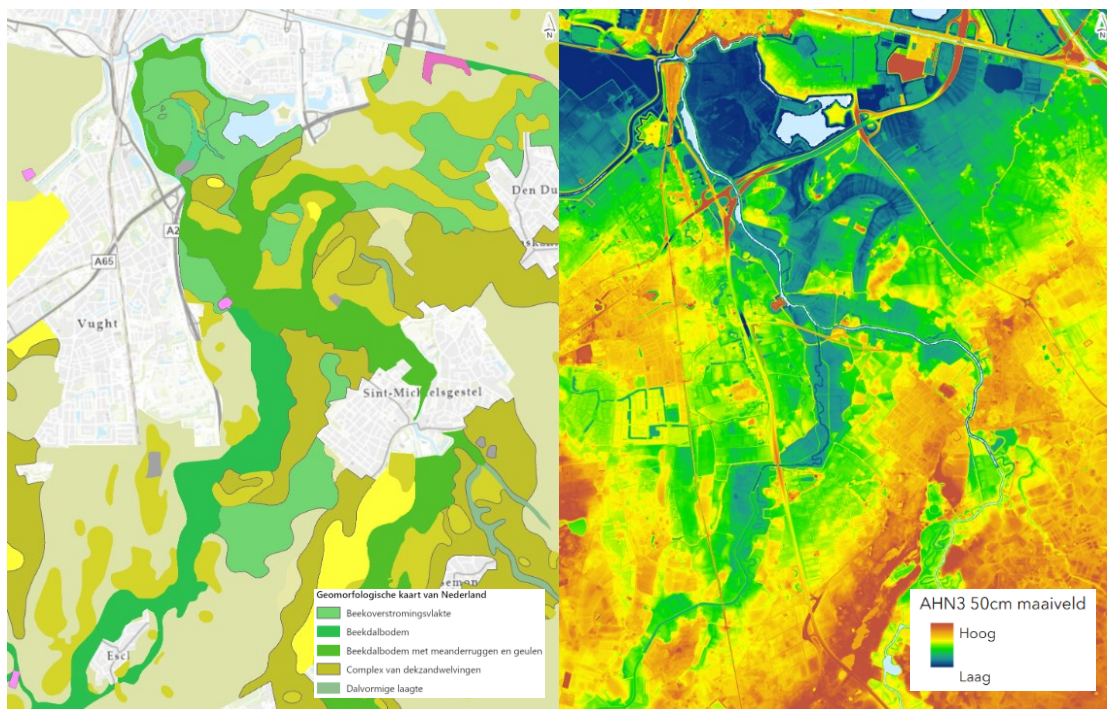 N
Den Du
A2
A65
Vught
Sint-Michielsgestel
Geomorfologische kaart van Nederland
Beekoverstromingsvlakte
Beekdalbodem
Beekdalbodem met meanderruggen en geulen
Complex van dekzandwelvingen
Dalvormige laagte
Escl
N
AHN3 50cm maaiveld
Hoog
Laag